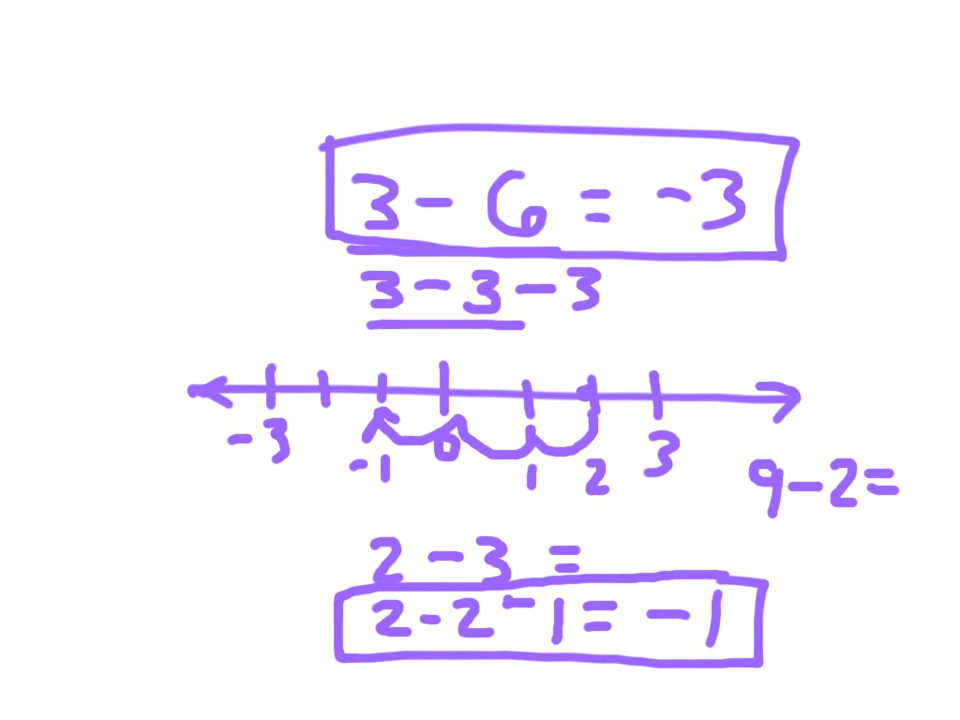 3 - 6 = -3
3 - 3 - 3
-3 -1 0 1 2 3
9 - 2 =
2 - 3 =
2 - 2 - 1 = -1